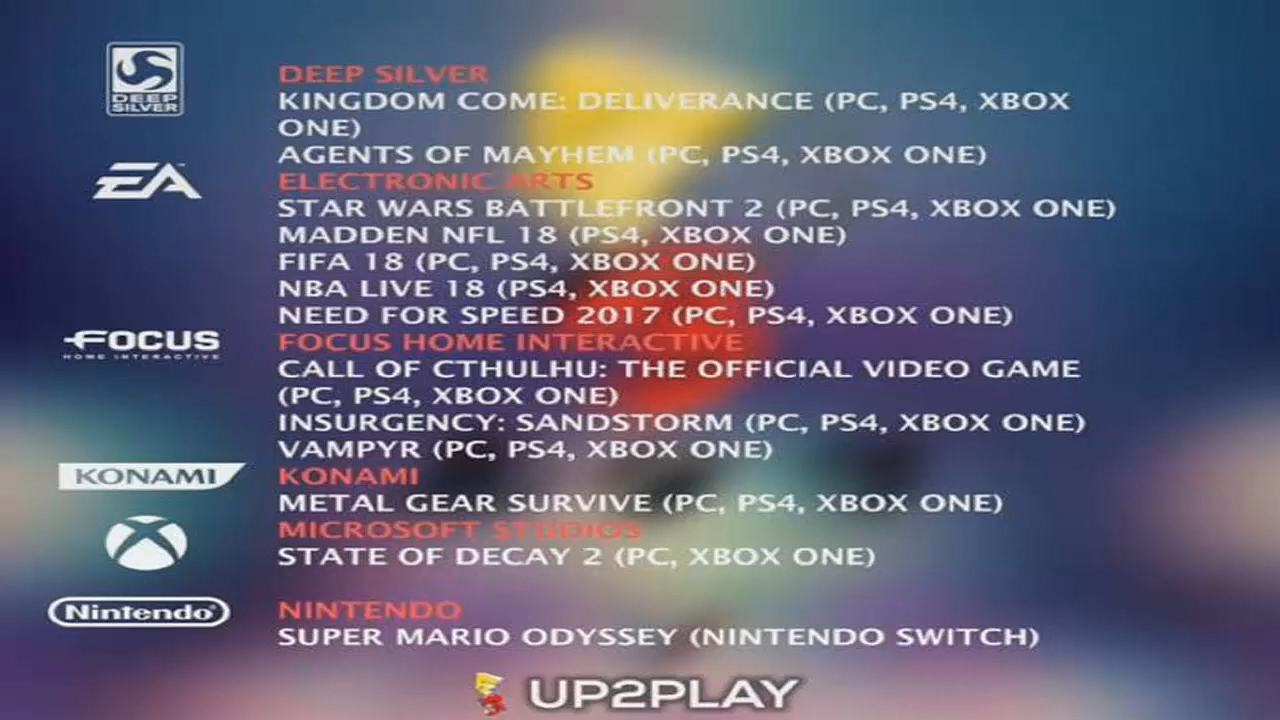 DEEP SILVER
DEEP SILVER
KINGDOM COME: DELIVERANCE (PC, PS4, XBOX
ONE)
AGENTS OF MAYHEM (PC, PS4, XBOX ONE)
EA
ELECTRONIC ARTS
STAR WARS BATTLEFRONT 2 (PC, PS4, XBOX ONE)
MADDEN NFL 18 (PS4, XBOX ONE)
FIFA 18 (PC, PS4, XBOX ONE)
NBA LIVE 18 (PS4, XBOX ONE)
NEED FOR SPEED 2017 (PC, PS4, XBOX ONE)
FOCUS
HOME INTERACTIVE
FOCUS HOME INTERACTIVE
CALL OF CTHULHU: THE OFFICIAL VIDEO GAME
(PC, PS4, XBOX ONE)
INSURGENCY: SANDSTORM (PC, PS4, XBOX ONE)
VAMPYR (PC, PS4, XBOX ONE)
KONAMI
KONAMI
METAL GEAR SURVIVE (PC, PS4, XBOX ONE)
MICROSOFT STUDIOS
STATE OF DECAY 2 (PC, XBOX ONE)
Nintendo
NINTENDO
SUPER MARIO ODYSSEY (NINTENDO SWITCH)
UP2PLAY